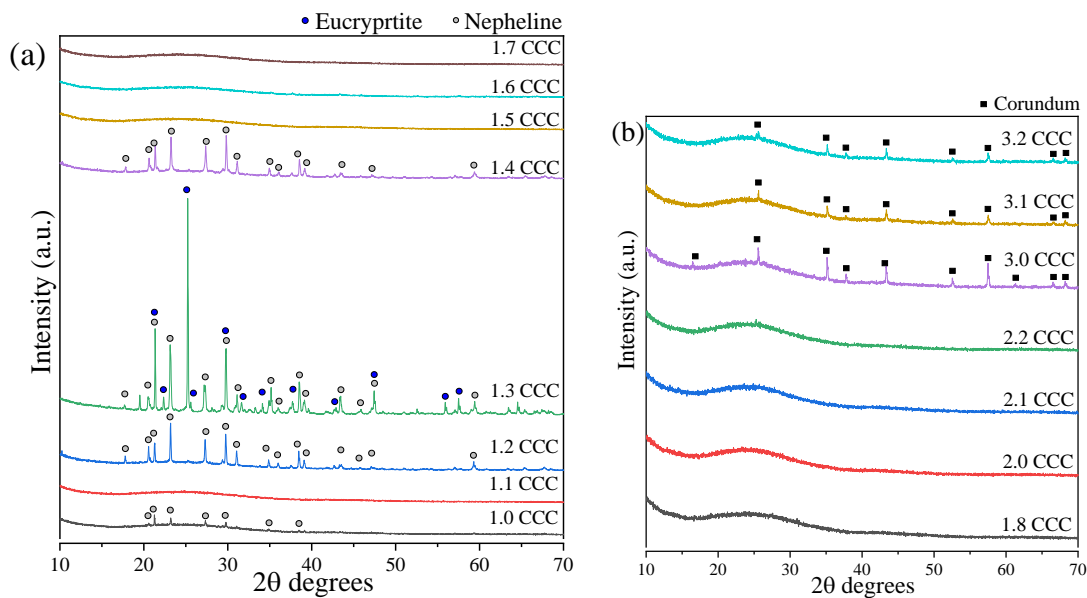 Eucryprtite Nepheline
(a)
1.7 CCC
1.6 CCC
1.5 CCC
1.4 CCC
1.3 CCC
1.2 CCC
1.1 CCC
1.0 CCC
Intensity (a.u.)
10 20 30 40 50 60 70
2θ degrees
Corundum
(b)
3.2 CCC
3.1 CCC
3.0 CCC
2.2 CCC
2.1 CCC
2.0 CCC
1.8 CCC
Intensity (a.u.)
10 20 30 40 50 60 70
2θ degrees